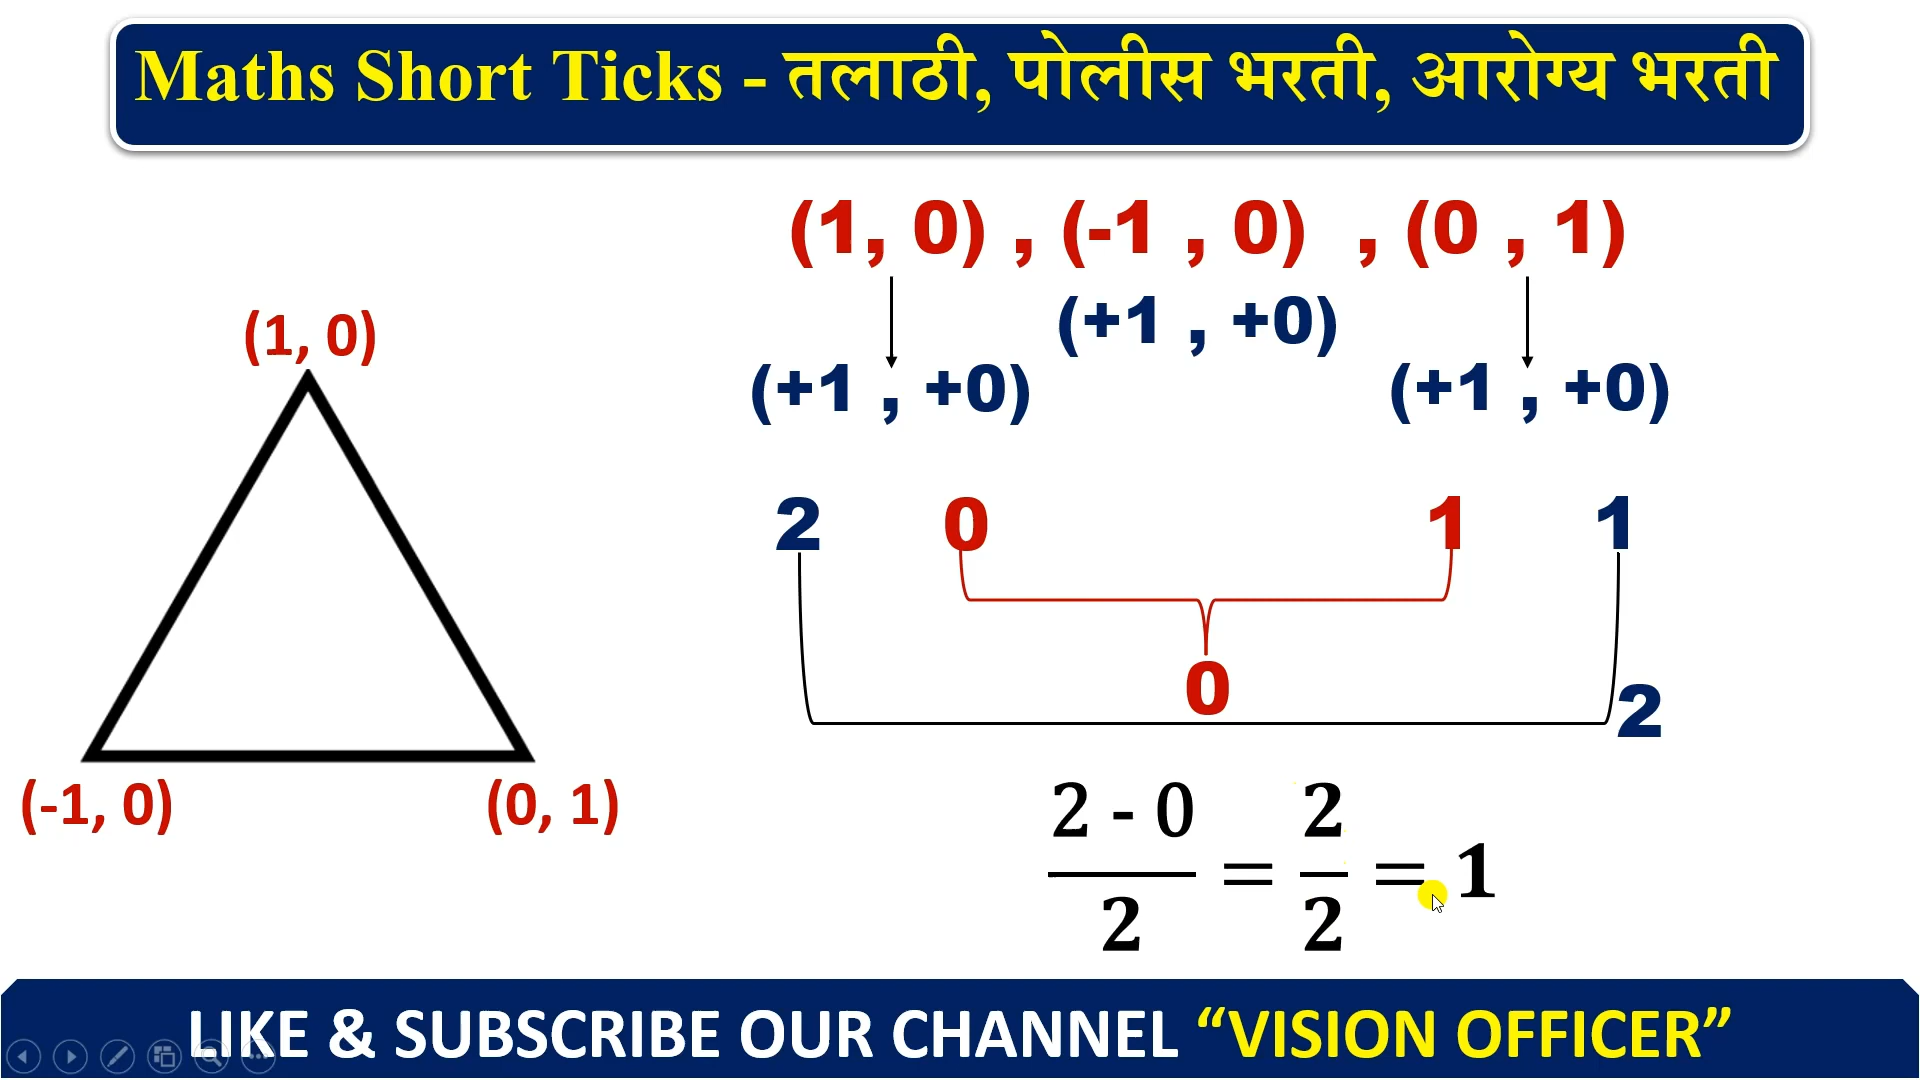 Maths Short Ticks - तलाठी, पोलीस भरती, आरोग्य भरती
(1, 0) , (-1 , 0) , (0 , 1)
(+1 , +0)
(+1 , +0) (+1 , +0)
2 0 1 1
0
2
2 - 0
2
=
2
2
= 1
(1, 0)
(-1, 0) (0, 1)
LIKE & SUBSCRIBE OUR CHANNEL “VISION OFFICER”